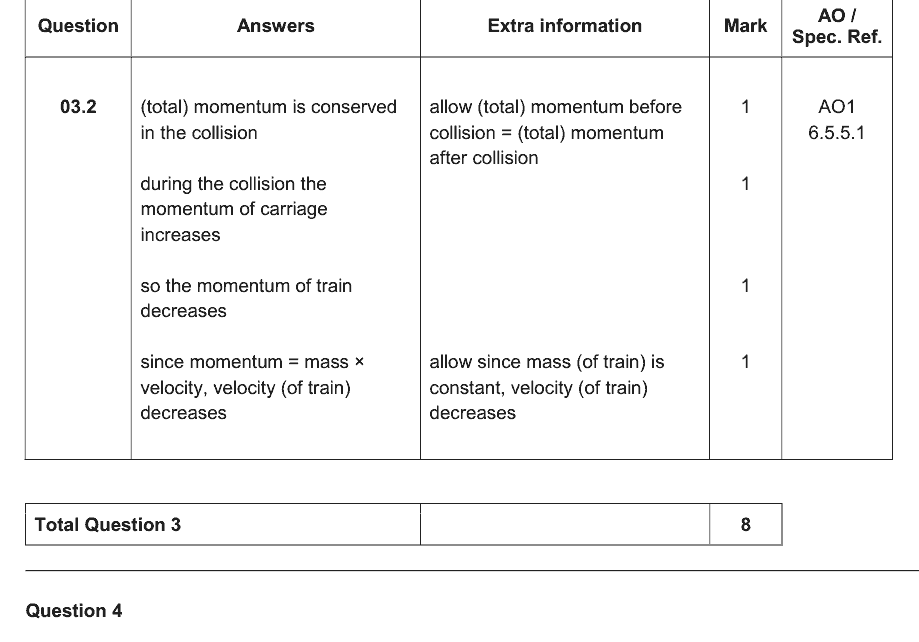 Question Answers Extra information Mark AO /
Spec. Ref.
03.2 (total) momentum is conserved allow (total) momentum before 1 AO1
in the collision collision = (total) momentum 6.5.5.1
after collision
during the collision the 1
momentum of carriage
increases
so the momentum of train 1
decreases
since momentum = mass × allow since mass (of train) is 1
velocity, velocity (of train) constant, velocity (of train)
decreases decreases
Total Question 3 8
Question 4